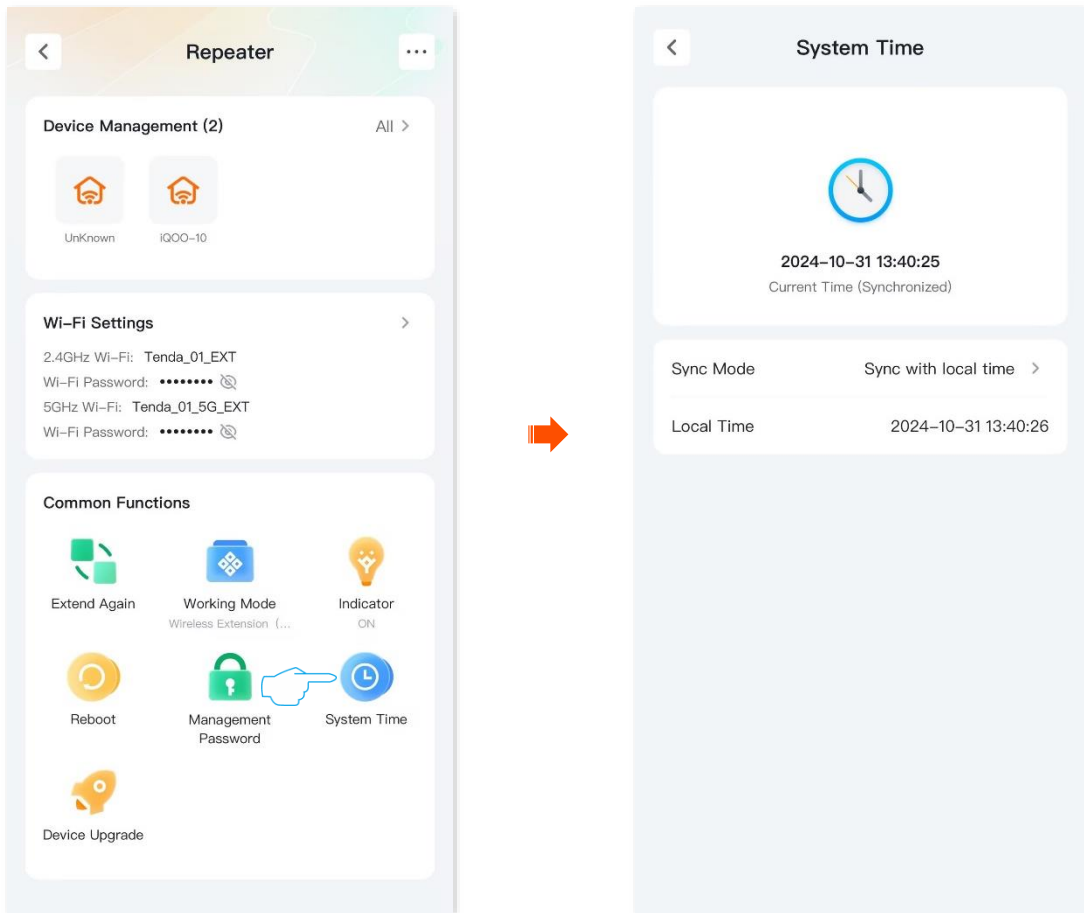 Repeater
Device Management (2)
All
UnKnown
iQOO-10
Wi-Fi Settings
2.4GHz Wi-Fi: Tenda_01_EXT
Wi-Fi Password: ••••••••
5GHz Wi-Fi: Tenda_01_5G_EXT
Wi-Fi Password: ••••••••
Common Functions
Extend Again
Working Mode
Wireless Extension (...
Indicator
ON
Reboot
Management
Password
System Time
Device Upgrade
System Time
2024-10-31 13:40:25
Current Time (Synchronized)
Sync Mode Sync with local time
Local Time 2024-10-31 13:40:26